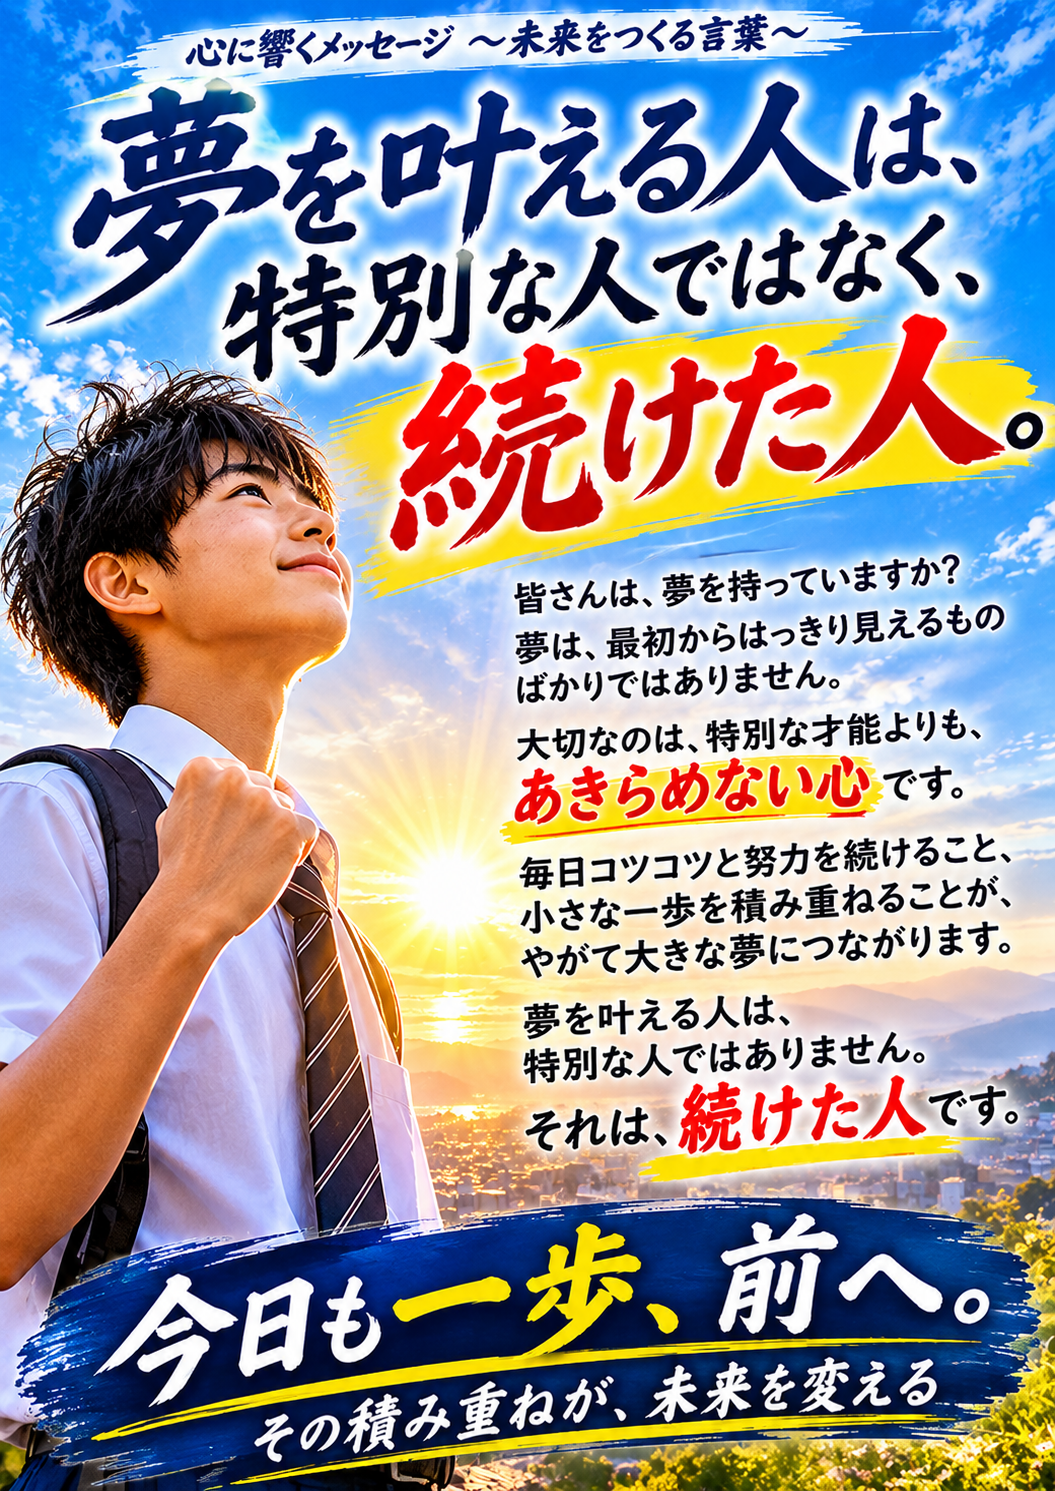 心に響くメッセージ ～未来をつくる言葉～
夢を叶える人は、
特別な人ではなく、
続けた人。
皆さんは、夢を持っていますか？
夢は、最初からはっきり見えるもの
ばかりではありません。
大切なのは、特別な才能よりも、
あきらめない心です。
毎日コツコツと努力を続けること、
小さな一歩を積み重ねることが、
やがて大きな夢につながります。
夢を叶える人は、
特別な人ではありません。
それは、続けた人です。
今日も一歩、前へ。
その積み重ねが、未来を変える